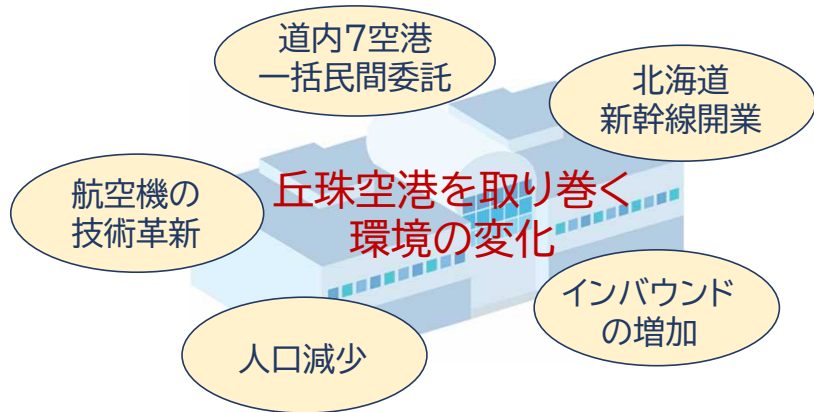 道内7空港
一括民間委託
北海道
新幹線開業
航空機の
技術革新
丘珠空港を取り巻く
環境の変化
インバウンド
の増加
人口減少